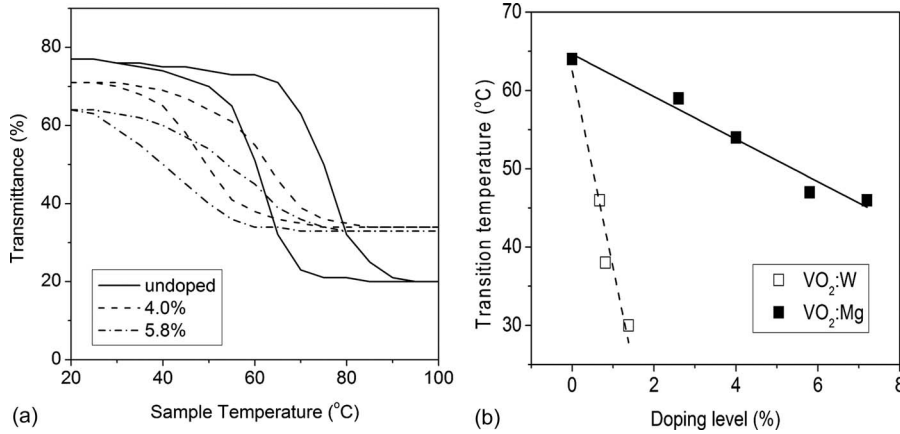 80
60
40
20
0
Transmittance (%)
undoped
4.0%
5.8%
20 40 60 80 100
Sample Temperature (°C)
(a)
70
60
50
40
30
Transition temperature (°C)
VO₂:W
VO₂:Mg
0 2 4 6 8
Doping level (%)
(b)